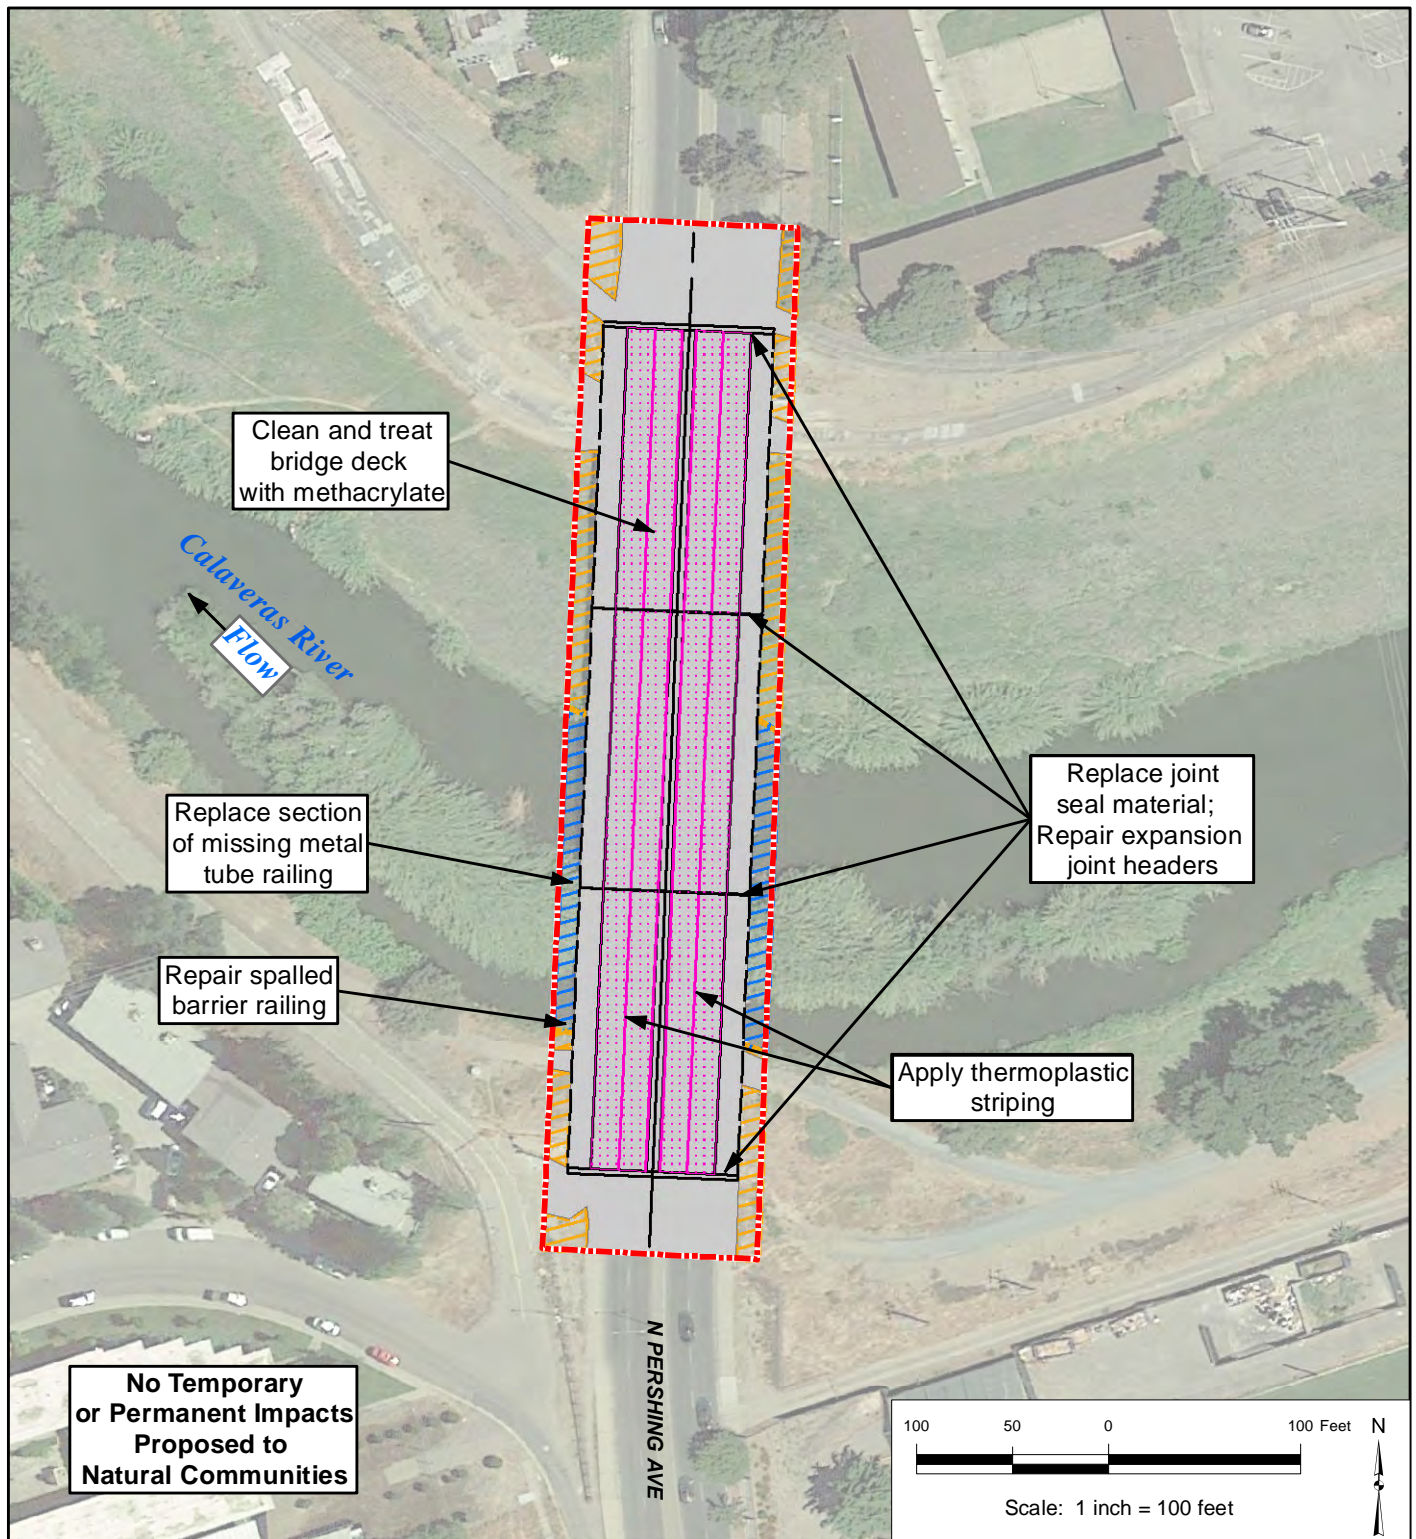 Clean and treat
bridge deck
with methacrylate
Calaveras River
Flow
Replace section
of missing metal
tube railing
Replace joint
seal material;
Repair expansion
joint headers
Repair spalled
barrier railing
Apply thermoplastic
striping
N PERSHING AVE
No Temporary
or Permanent Impacts
Proposed to
Natural Communities
100 50 0 100 Feet N
Scale: 1 inch = 100 feet